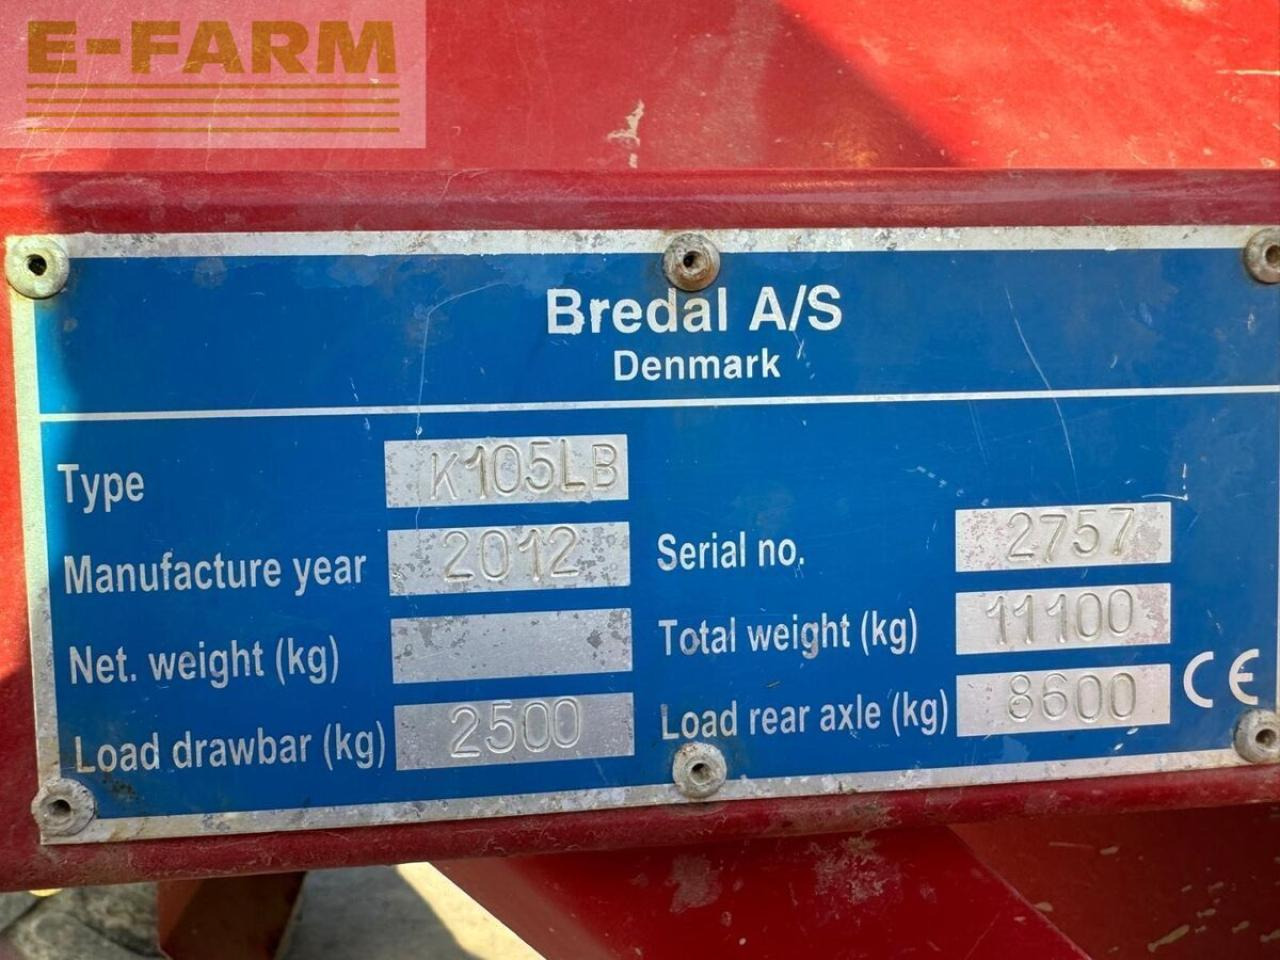 E-FARM
Bredal A/S
Denmark
Type K105LB
Manufacture year 2012 Serial no. 2757
Net. weight (kg) Total weight (kg) 11100
Load drawbar (kg) 2500 Load rear axle (kg) 8600 CE